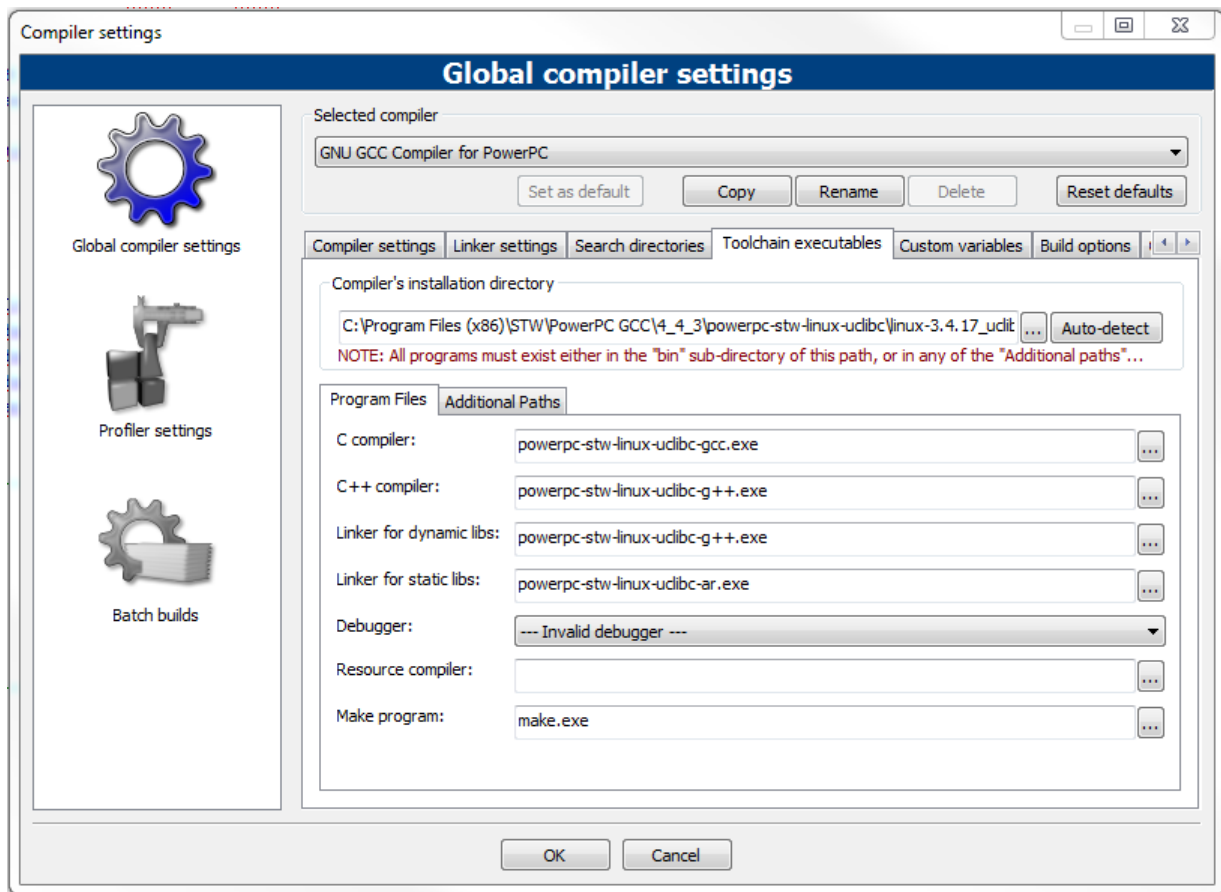 Compiler settings
Global compiler settings
Global compiler settings
Profiler settings
Batch builds
Selected compiler
GNU GCC Compiler for PowerPC
Set as default Copy Rename Delete Reset defaults
Compiler settings Linker settings Search directories Toolchain executables Custom variables Build options
Compiler's installation directory
C:\Program Files (x86)\STW\PowerPC GCC\4_4_3\powerpc-stw-linux-uclibc\linux-3.4.17_uclib ... Auto-detect
NOTE: All programs must exist either in the "bin" sub-directory of this path, or in any of the "Additional paths"...
Program Files Additional Paths
C compiler: powerpc-stw-linux-uclibc-gcc.exe ...
C++ compiler: powerpc-stw-linux-uclibc-g++.exe ...
Linker for dynamic libs: powerpc-stw-linux-uclibc-g++.exe ...
Linker for static libs: powerpc-stw-linux-uclibc-ar.exe ...
Debugger: --- Invalid debugger ---
Resource compiler: ...
Make program: make.exe ...
OK Cancel